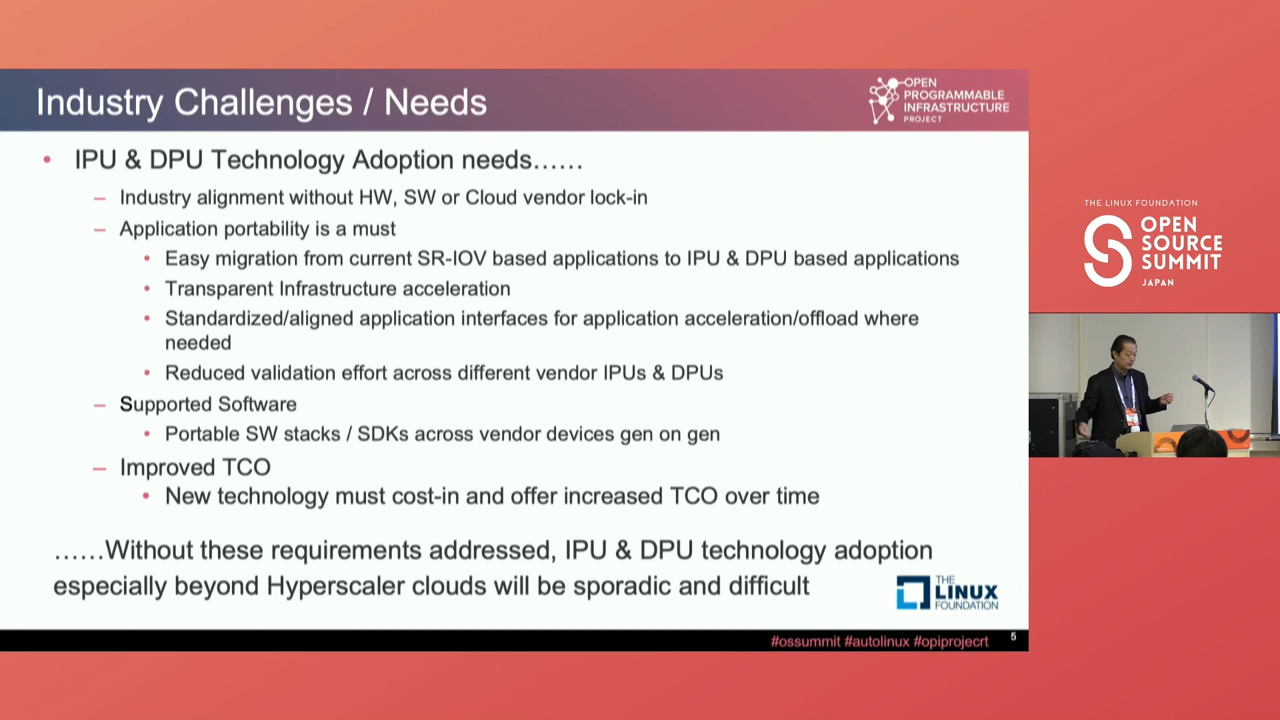 Industry Challenges / Needs
OPEN
PROGRAMMABLE
INFRASTRUCTURE
PROJECT
• IPU & DPU Technology Adoption needs……
– Industry alignment without HW, SW or Cloud vendor lock-in
– Application portability is a must
• Easy migration from current SR-IOV based applications to IPU & DPU based applications
• Transparent Infrastructure acceleration
• Standardized/aligned application interfaces for application acceleration/offload where
needed
• Reduced validation effort across different vendor IPUs & DPUs
– Supported Software
• Portable SW stacks / SDKs across vendor devices gen on gen
– Improved TCO
• New technology must cost-in and offer increased TCO over time
……Without these requirements addressed, IPU & DPU technology adoption
especially beyond Hyperscaler clouds will be sporadic and difficult
THE
LINUX
FOUNDATION
#ossummit #autolinux #opiprojecrt
5
THE LINUX FOUNDATION
OPEN
SOURCE
SUMMIT
JAPAN